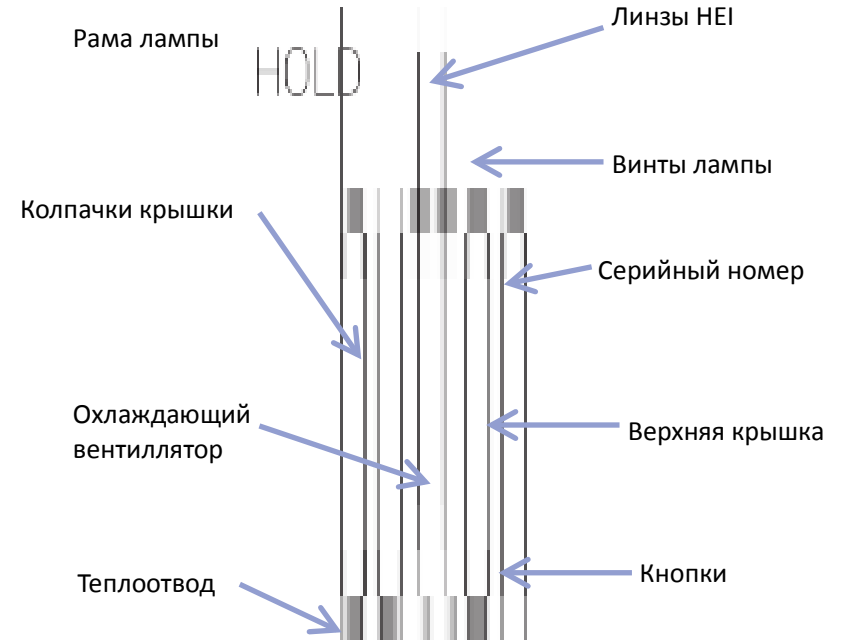 Линзы HEI
Рама лампы
HOLD
Винты лампы
Колпачки крышки
Серийный номер
Охлаждающий
вентиллятор
Верхняя крышка
Кнопки
Теплоотвод